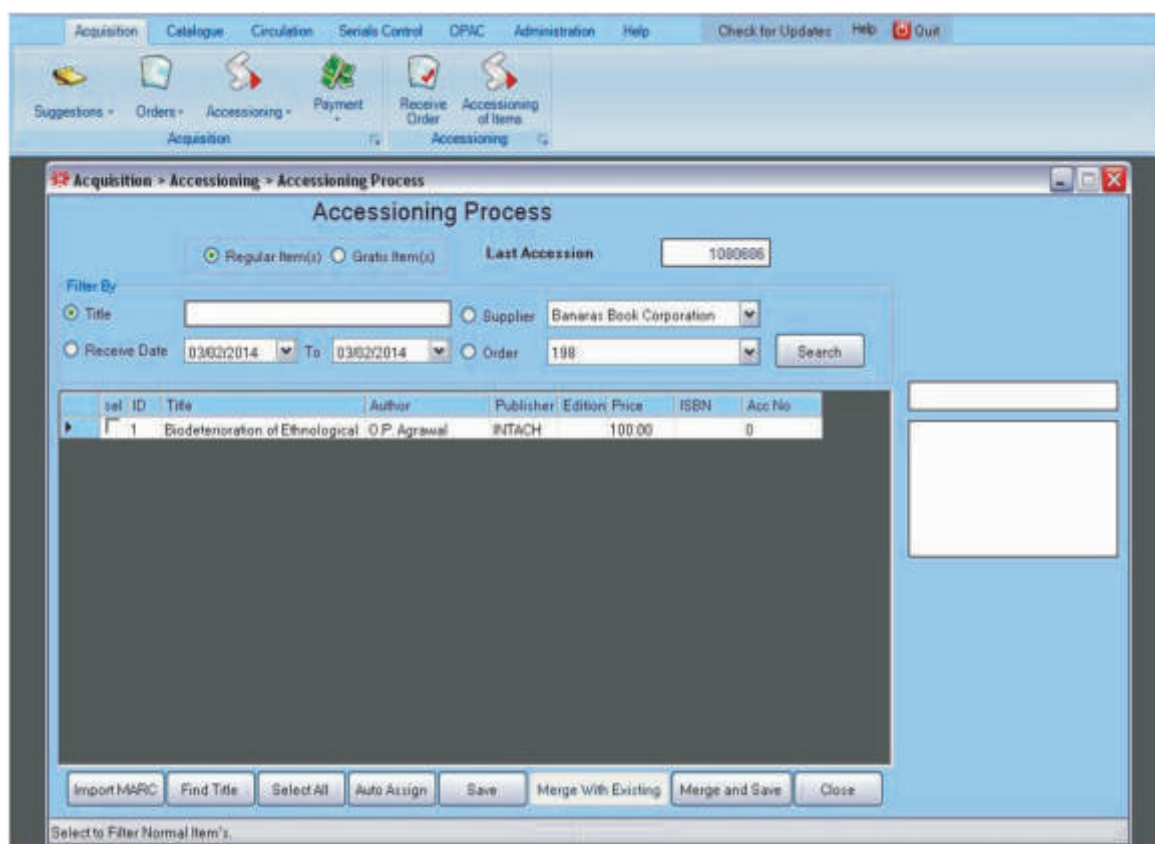 Acquisition Catalogue Circulation Serials Control OPAC Administration Help Check for Updates Help Quit
Suggestions Orders Accessioning Payment Receive Order Accessioning of Items
Acquisition Accessioning
Acquisition > Accessioning > Accessioning Process
Accessioning Process
Regular Item(s) Gratis Item(s) Last Accession 1080686
Filter By
Title Supplier Banaras Book Corporation
Receive Date 03/02/2014 To 03/02/2014 Order 198 Search
sel ID Title Author Publisher Edition Price ISBN Acc No
1 Biodeterioration of Ethnological O.P. Agrawal INTACH 100.00 0
Import MARC Find Title Select All Auto Assign Save Merge With Existing Merge and Save Close
Select to Filter Normal Item's.